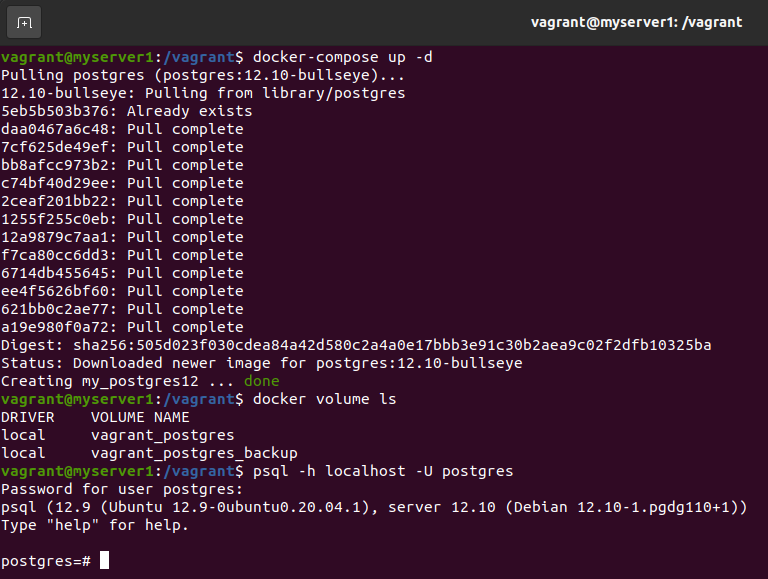 vagrant@myserver1: /vagrant
vagrant@myserver1:/vagrant$ docker-compose up -d
Pulling postgres (postgres:12.10-bullseye)...
12.10-bullseye: Pulling from library/postgres
5eb5b503b376: Already exists
daa0467a6c48: Pull complete
7cf625de49ef: Pull complete
bb8afcc973b2: Pull complete
c74bf40d29ee: Pull complete
2ceaf201bb22: Pull complete
1255f255c0eb: Pull complete
12a9879c7aa1: Pull complete
f7ca80cc6dd3: Pull complete
6714db455645: Pull complete
ee4f5626bf60: Pull complete
621bb0c2ae77: Pull complete
a19e980f0a72: Pull complete
Digest: sha256:505d023f030cdea84a42d580c2a4a0e17bbb3e91c30b2aea9c02f2dfb10325ba
Status: Downloaded newer image for postgres:12.10-bullseye
Creating my_postgres12 ... done
vagrant@myserver1:/vagrant$ docker volume ls
DRIVER    VOLUME NAME
local     vagrant_postgres
local     vagrant_postgres_backup
vagrant@myserver1:/vagrant$ psql -h localhost -U postgres
Password for user postgres:
psql (12.9 (Ubuntu 12.9-0ubuntu0.20.04.1), server 12.10 (Debian 12.10-1.pgdg110+1))
Type "help" for help.
postgres=#